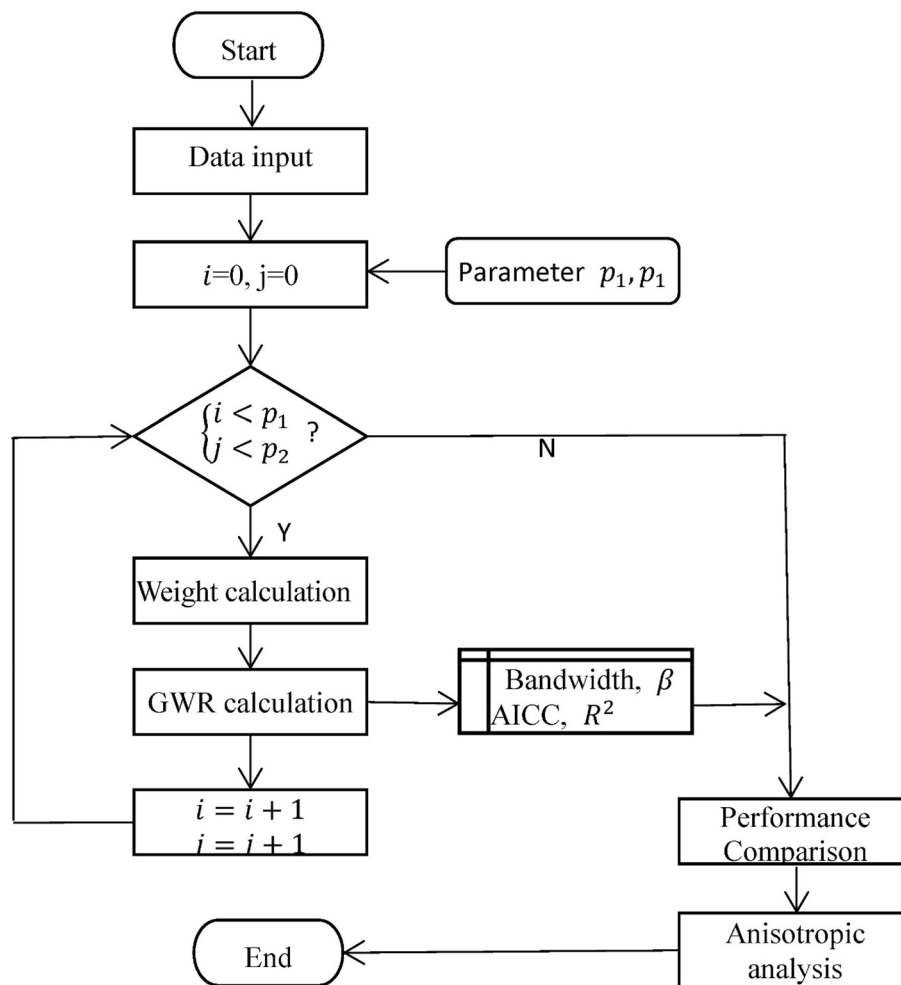 Start
Data input
i=0, j=0
Parameter p₁, p₁
{i < p₁
j < p₂ ?
N
Y
Weight calculation
GWR calculation
Bandwidth, β
AICC, R²
i = i + 1
j = j + 1
Performance
Comparison
Anisotropic
analysis
End